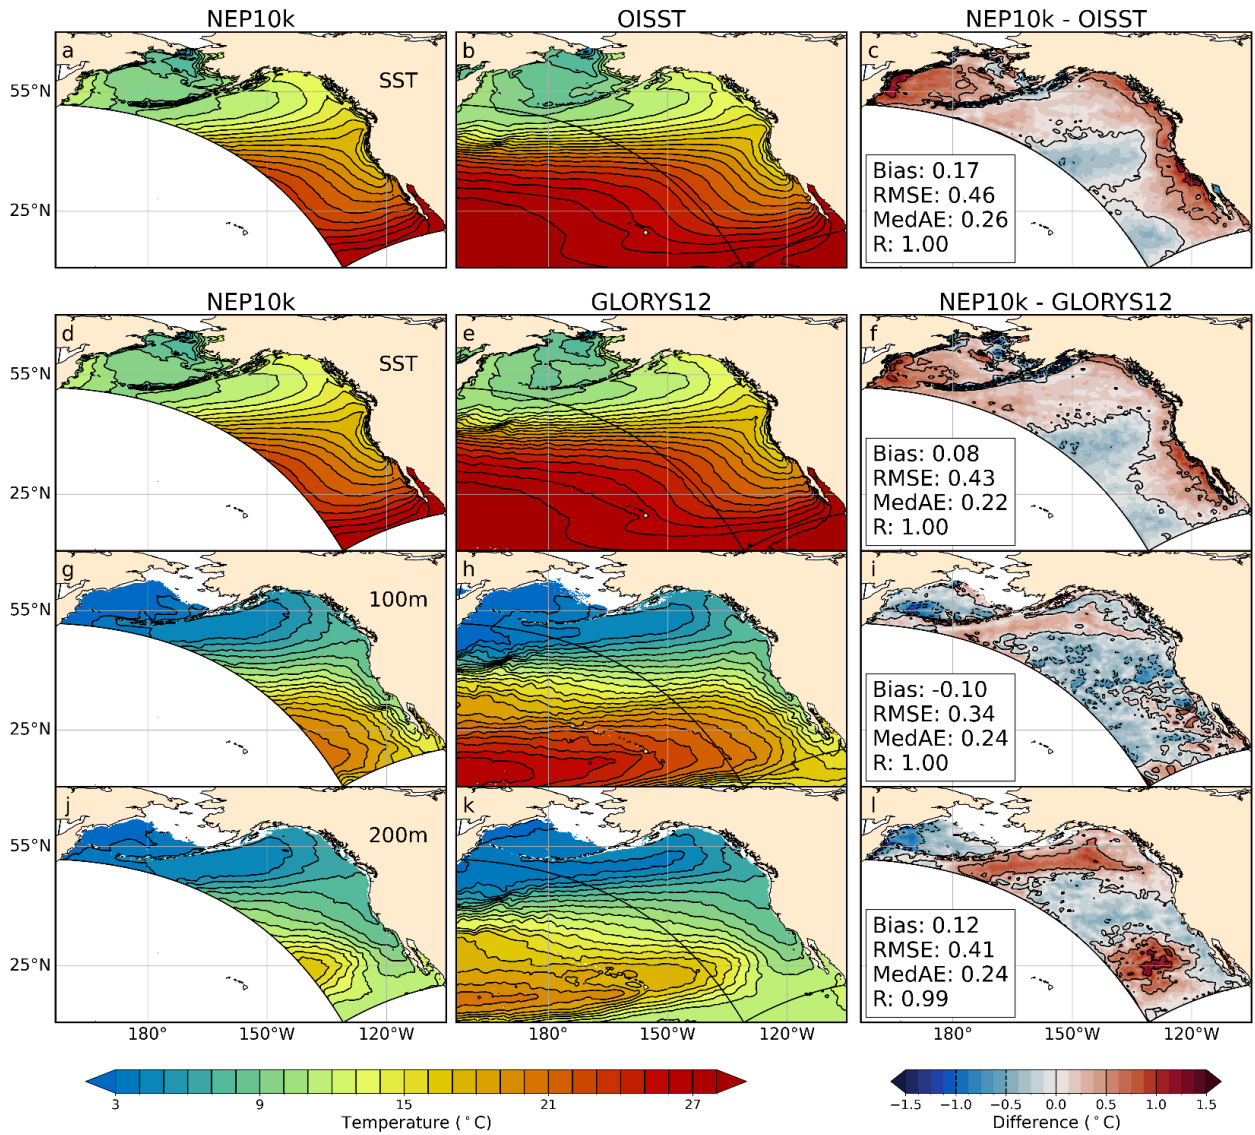 NEP10k OISST NEP10k - OISST
a SST b c
55°N
25°N
Bias: 0.17
RMSE: 0.46
MedAE: 0.26
R: 1.00
NEP10k GLORYS12 NEP10k - GLORYS12
d SST e f
55°N
25°N
Bias: 0.08
RMSE: 0.43
MedAE: 0.22
R: 1.00
g 100m h i
55°N
25°N
Bias: -0.10
RMSE: 0.34
MedAE: 0.24
R: 1.00
j 200m k l
55°N
25°N
Bias: 0.12
RMSE: 0.41
MedAE: 0.24
R: 0.99
180° 150°W 120°W 180° 150°W 120°W 180° 150°W 120°W
3 9 15 21 27
Temperature (°C)
−1.5 −1.0 −0.5 0.0 0.5 1.0 1.5
Difference (°C)